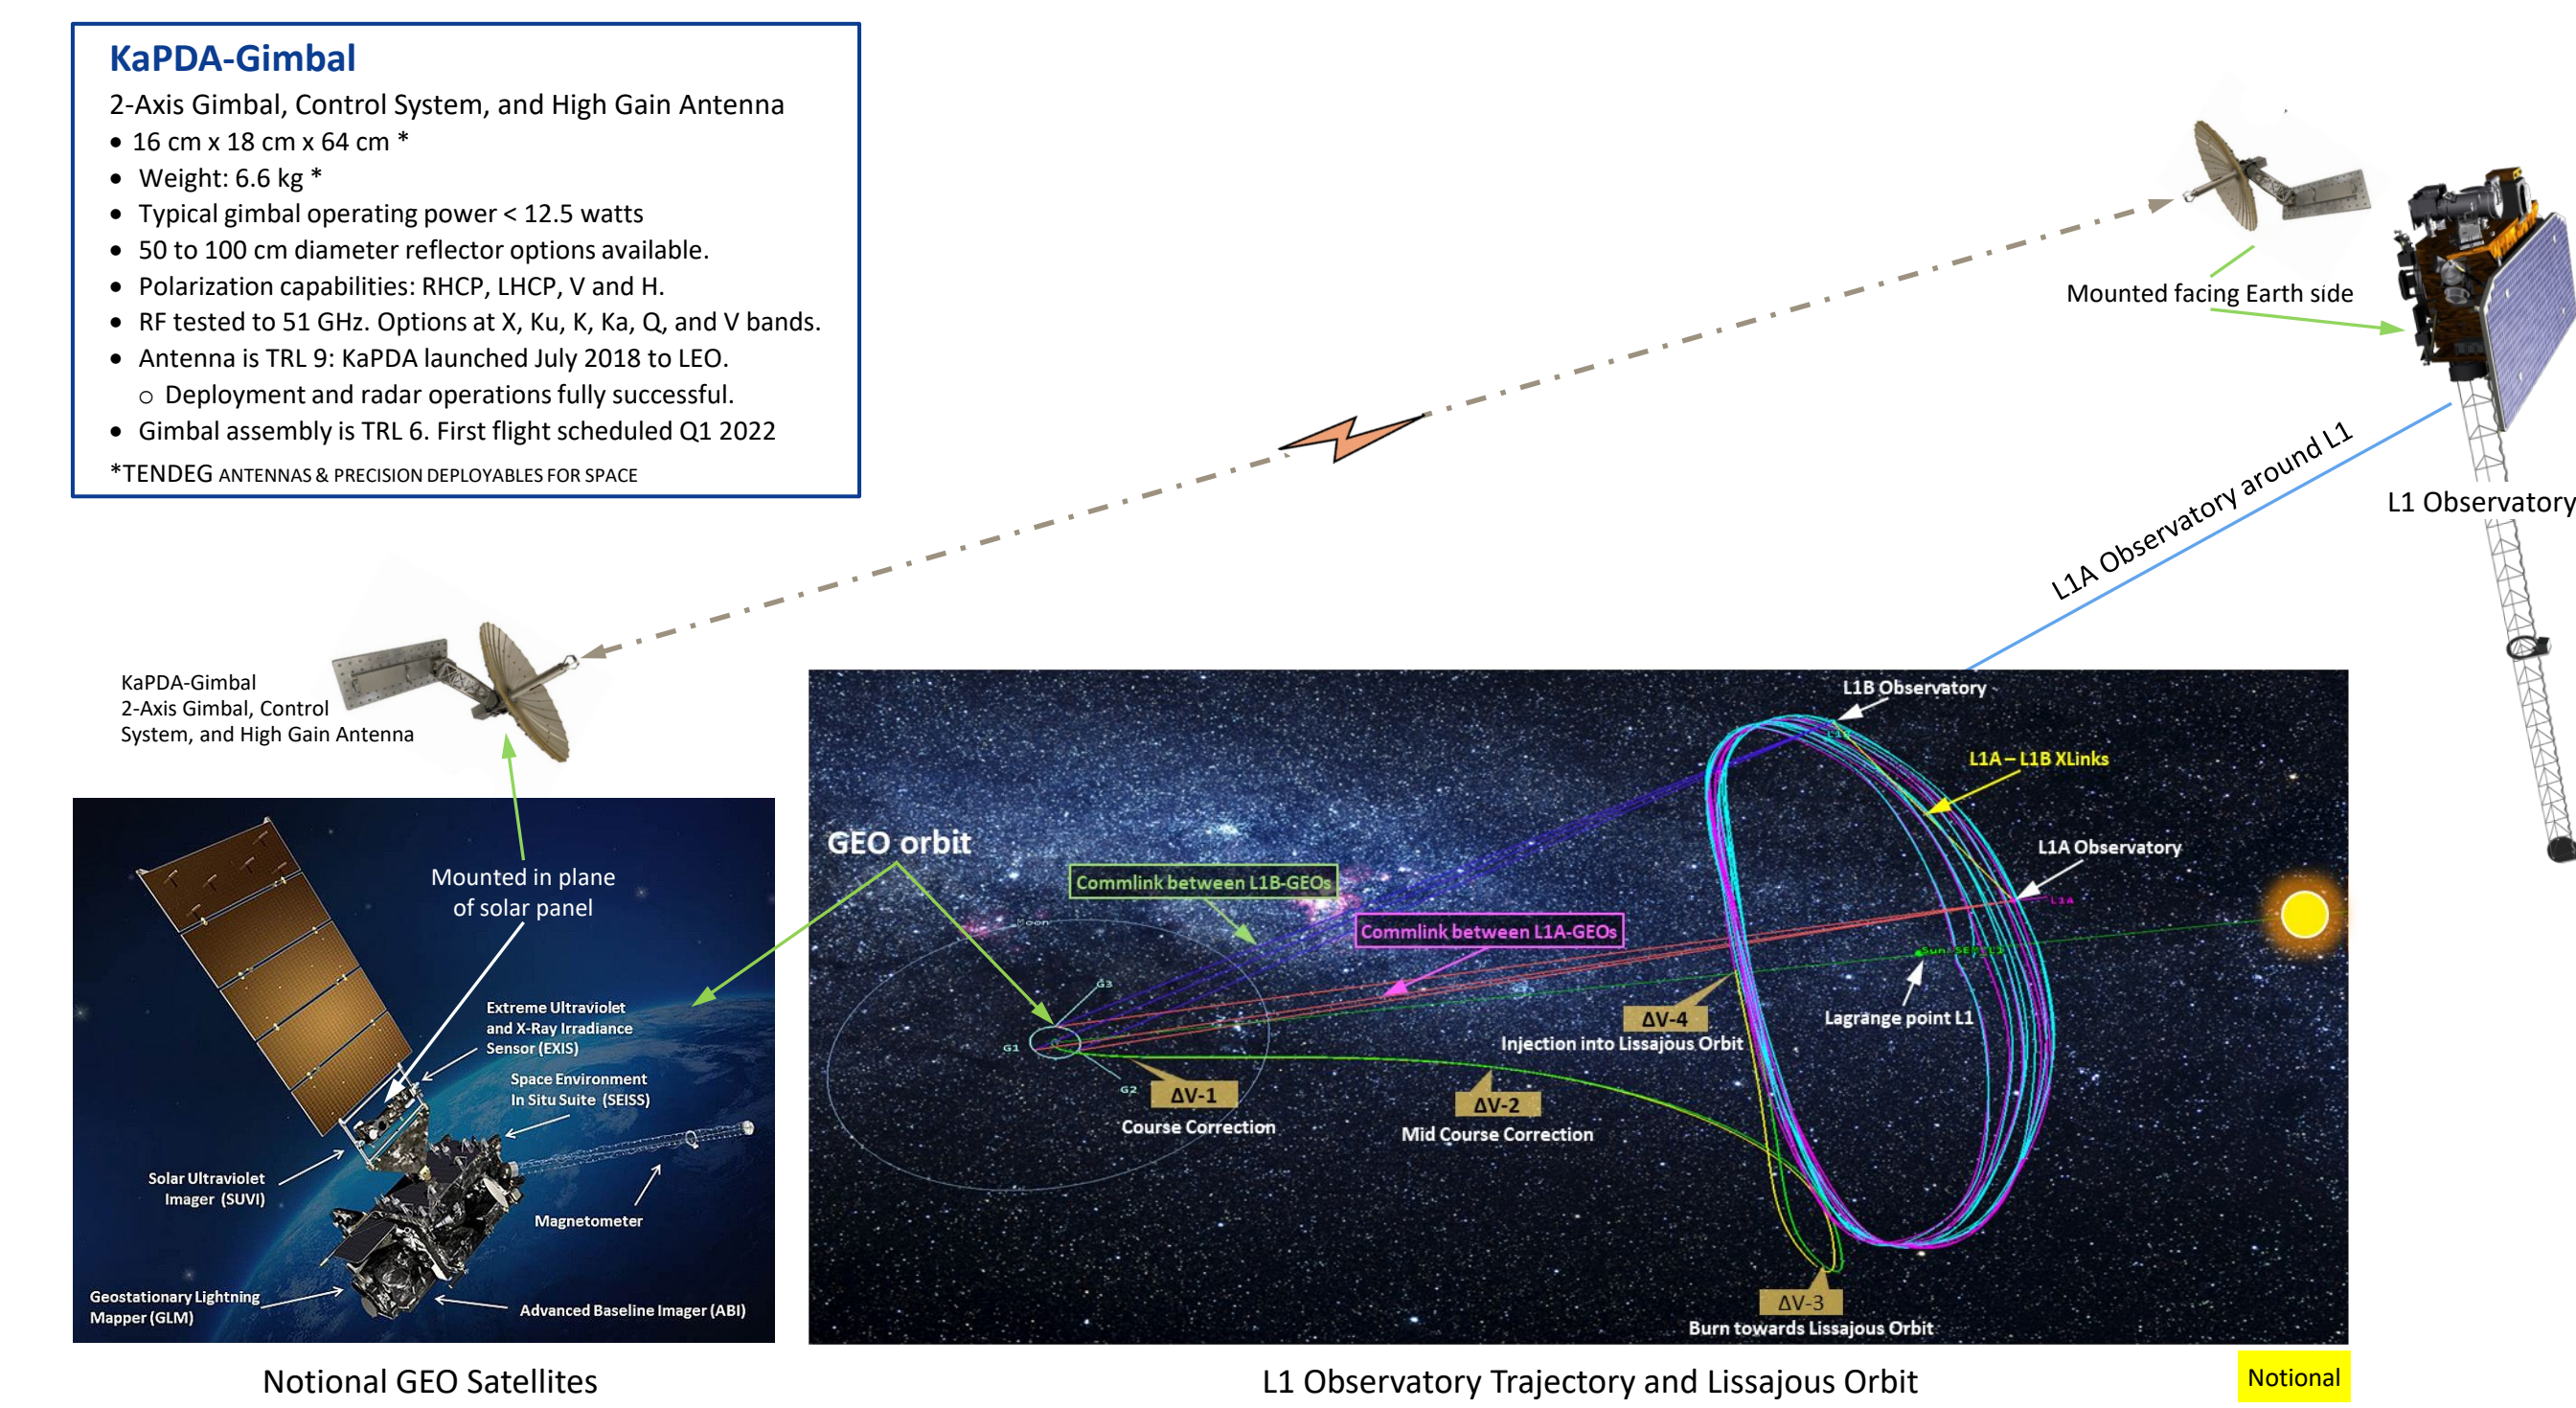 KaPDA-Gimbal
2-Axis Gimbal, Control System, and High Gain Antenna
• 16 cm x 18 cm x 64 cm *
• Weight: 6.6 kg *
• Typical gimbal operating power < 12.5 watts
• 50 to 100 cm diameter reflector options available.
• Polarization capabilities: RHCP, LHCP, V and H.
• RF tested to 51 GHz. Options at X, Ku, K, Ka, Q, and V bands.
• Antenna is TRL 9: KaPDA launched July 2018 to LEO.
o Deployment and radar operations fully successful.
• Gimbal assembly is TRL 6. First flight scheduled Q1 2022
*TENDEG ANTENNAS & PRECISION DEPLOYABLES FOR SPACE
Mounted facing Earth side
L1A Observatory around L1
L1 Observatory
KaPDA-Gimbal
2-Axis Gimbal, Control
System, and High Gain Antenna
Mounted in plane
of solar panel
Extreme Ultraviolet
and X-Ray Irradiance
Sensor (EXIS)
Space Environment
In Situ Suite (SEISS)
Solar Ultraviolet
Imager (SUVI)
Magnetometer
Geostationary Lightning
Mapper (GLM)
Advanced Baseline Imager (ABI)
Notional GEO Satellites
L1B Observatory
L1B
L1A – L1B XLinks
GEO orbit
L1A Observatory
L1A
Commlink between L1B-GEOs
Moon
Commlink between L1A-GEOs
G3
G1
G2
Lagrange point L1
ΔV-4
Injection into Lissajous Orbit
ΔV-1
Course Correction
ΔV-2
Mid Course Correction
ΔV-3
Burn towards Lissajous Orbit
L1 Observatory Trajectory and Lissajous Orbit
Notional